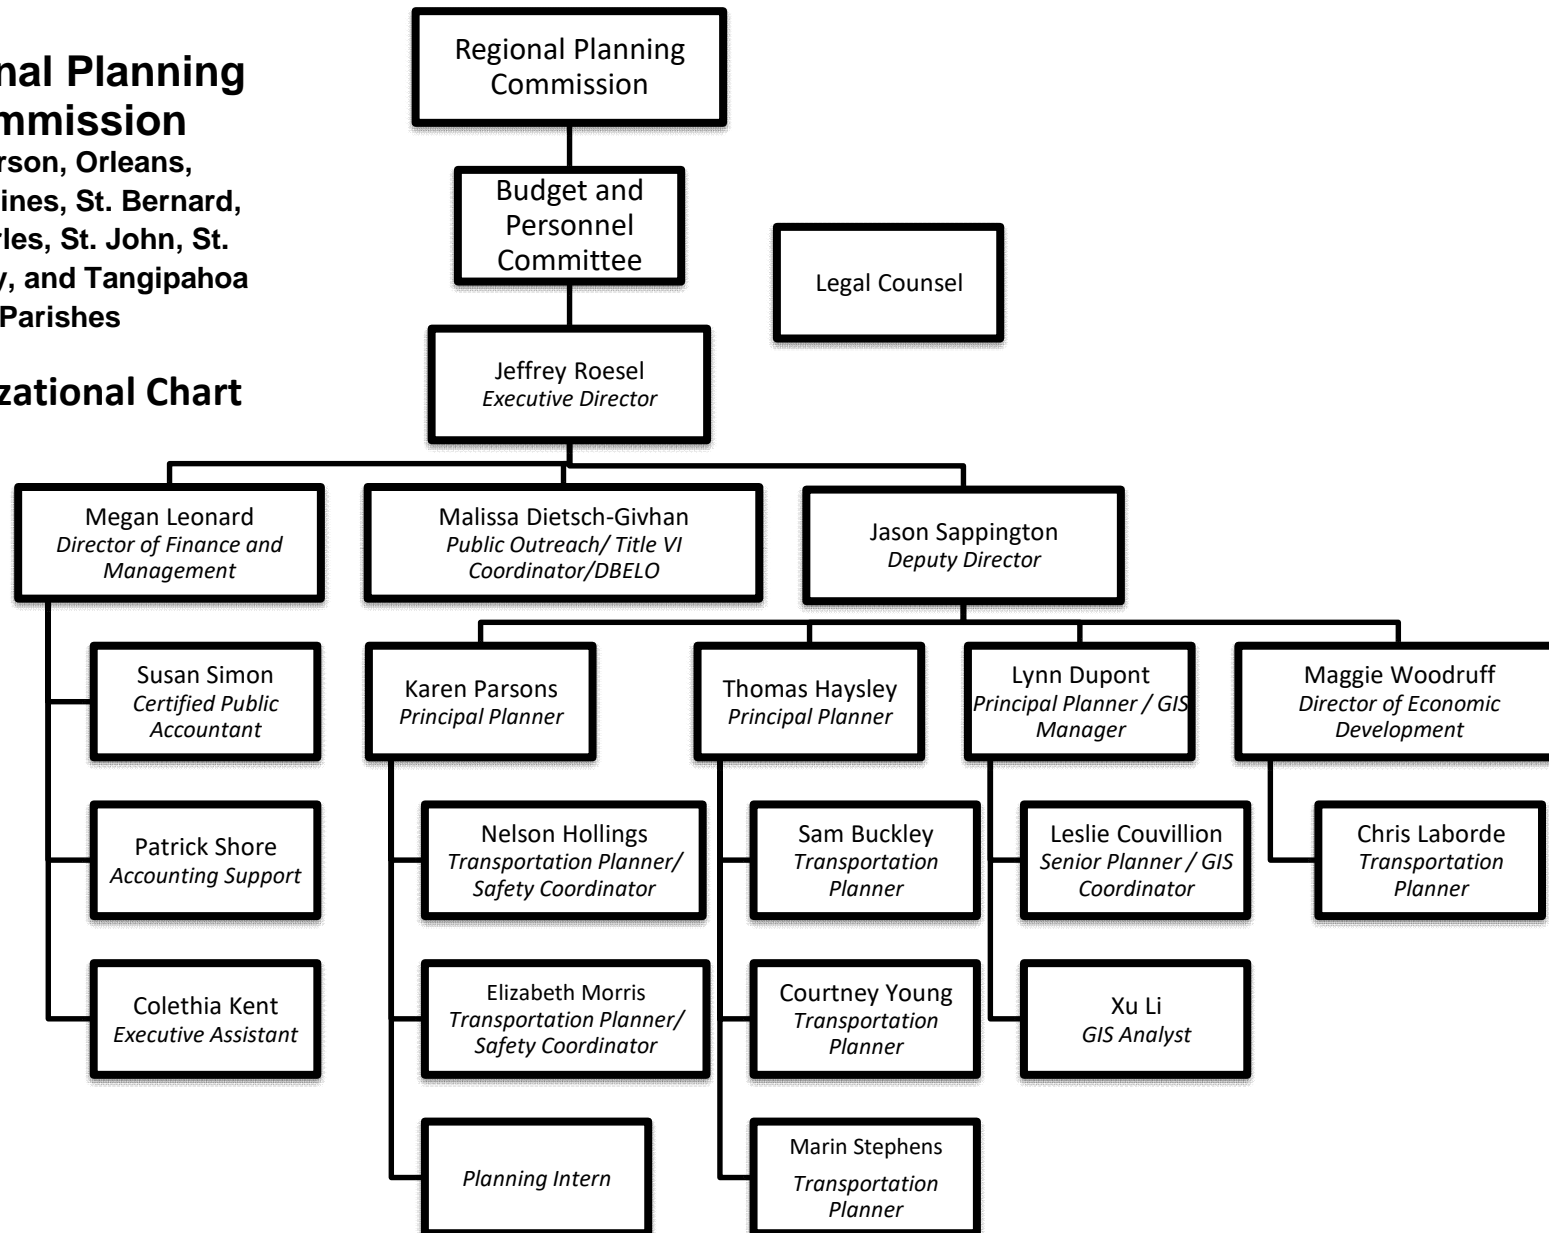 nal Planning
mmission
rson, Orleans,
ines, St. Bernard,
rles, St. John, St.
y, and Tangipahoa
Parishes
zational Chart
Regional Planning
Commission
Budget and
Personnel
Committee
Legal Counsel
Jeffrey Roesel
Executive Director
Megan Leonard
Director of Finance and
Management
Malissa Dietsch-Givhan
Public Outreach/ Title VI
Coordinator/DBELO
Jason Sappington
Deputy Director
Susan Simon
Certified Public
Accountant
Karen Parsons
Principal Planner
Thomas Haysley
Principal Planner
Lynn Dupont
Principal Planner / GIS
Manager
Maggie Woodruff
Director of Economic
Development
Patrick Shore
Accounting Support
Nelson Hollings
Transportation Planner/
Safety Coordinator
Sam Buckley
Transportation
Planner
Leslie Couvillion
Senior Planner / GIS
Coordinator
Chris Laborde
Transportation
Planner
Colethia Kent
Executive Assistant
Elizabeth Morris
Transportation Planner/
Safety Coordinator
Courtney Young
Transportation
Planner
Xu Li
GIS Analyst
Planning Intern
Marin Stephens
Transportation
Planner